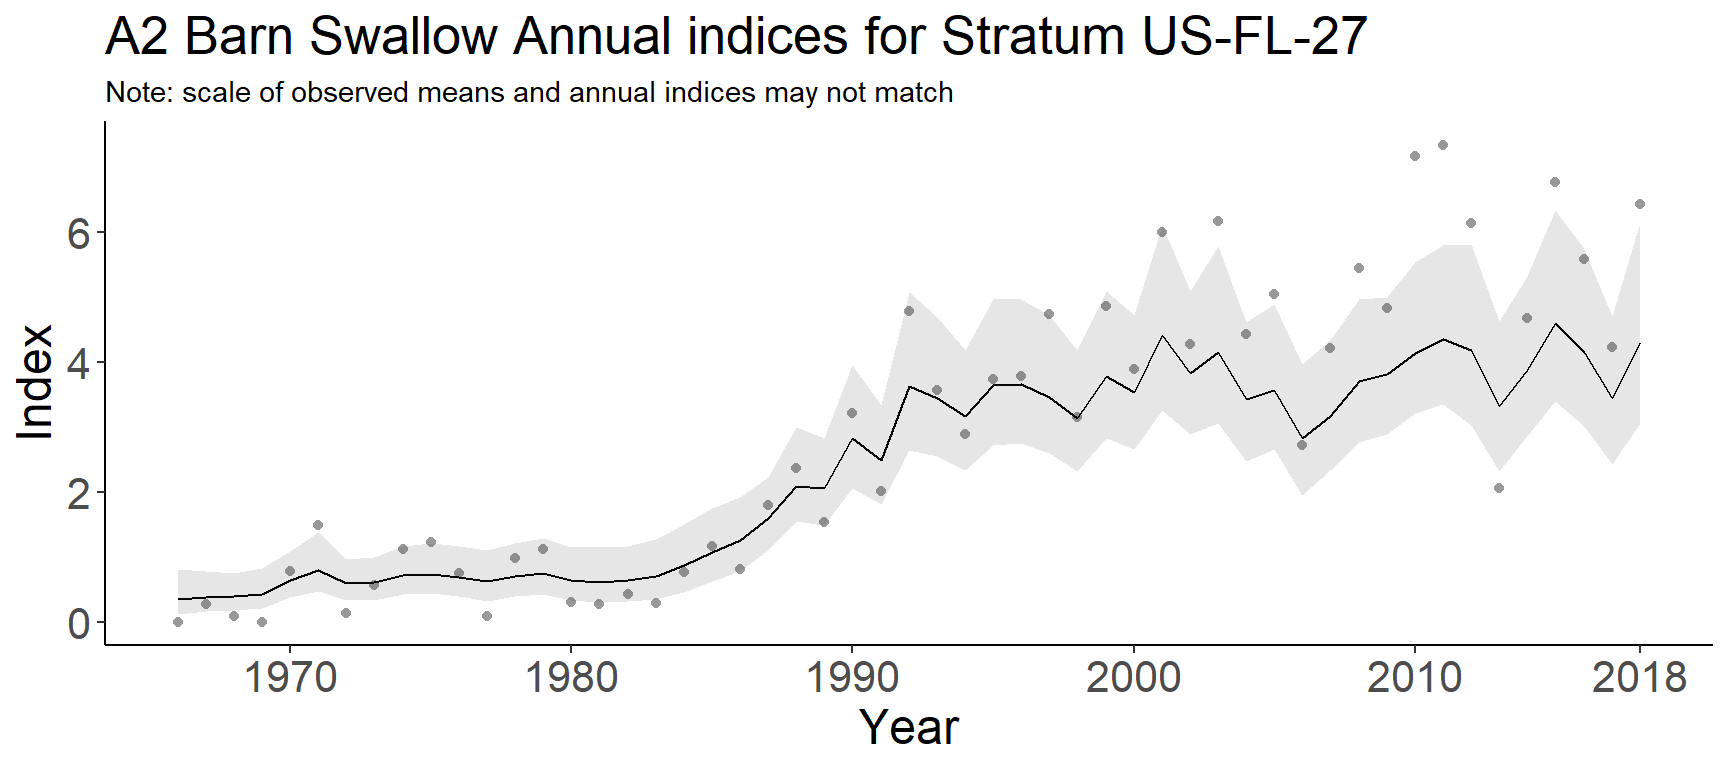 A2 Barn Swallow Annual indices for Stratum US-FL-27
Note: scale of observed means and annual indices may not match
Index
6
4
2
0
1970 1980 1990 2000 2010 2018
Year